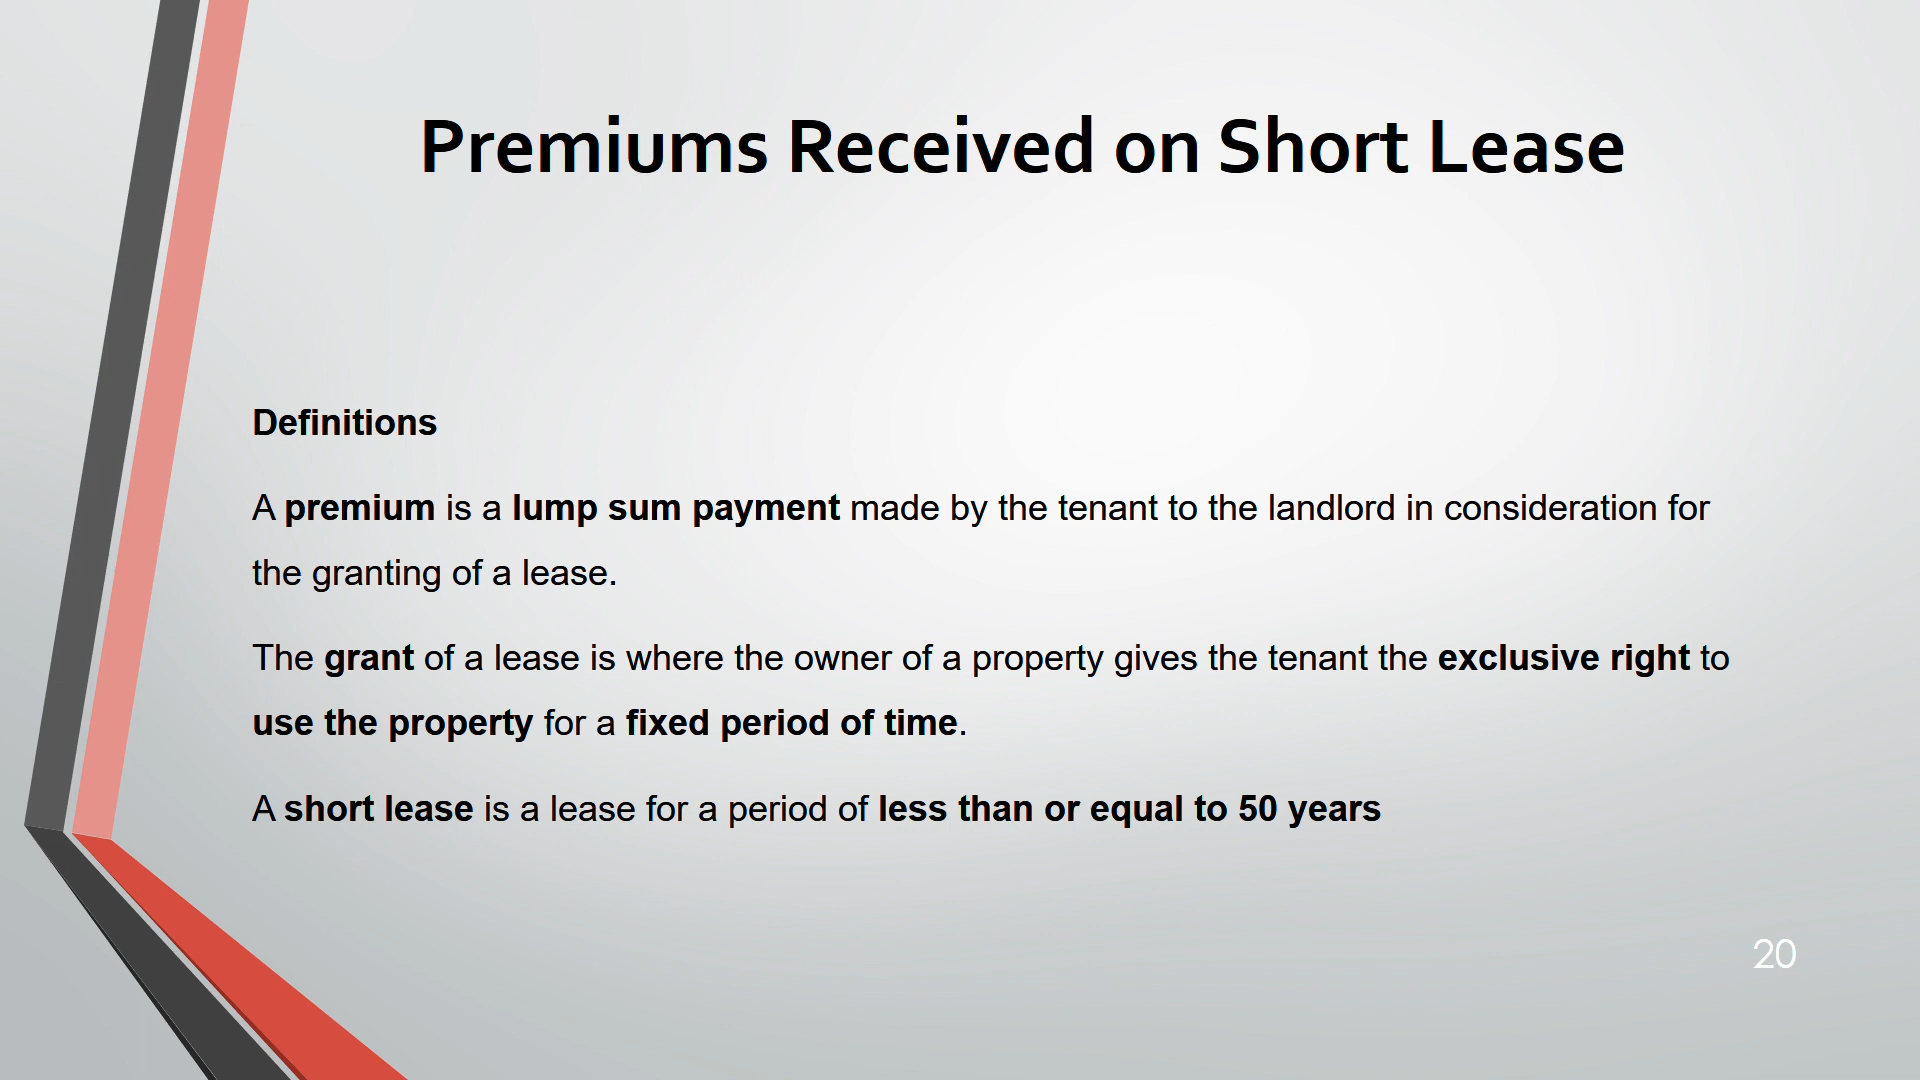 Premiums Received on Short Lease
Definitions
A premium is a lump sum payment made by the tenant to the landlord in consideration for
the granting of a lease.
The grant of a lease is where the owner of a property gives the tenant the exclusive right to
use the property for a fixed period of time.
A short lease is a lease for a period of less than or equal to 50 years
20